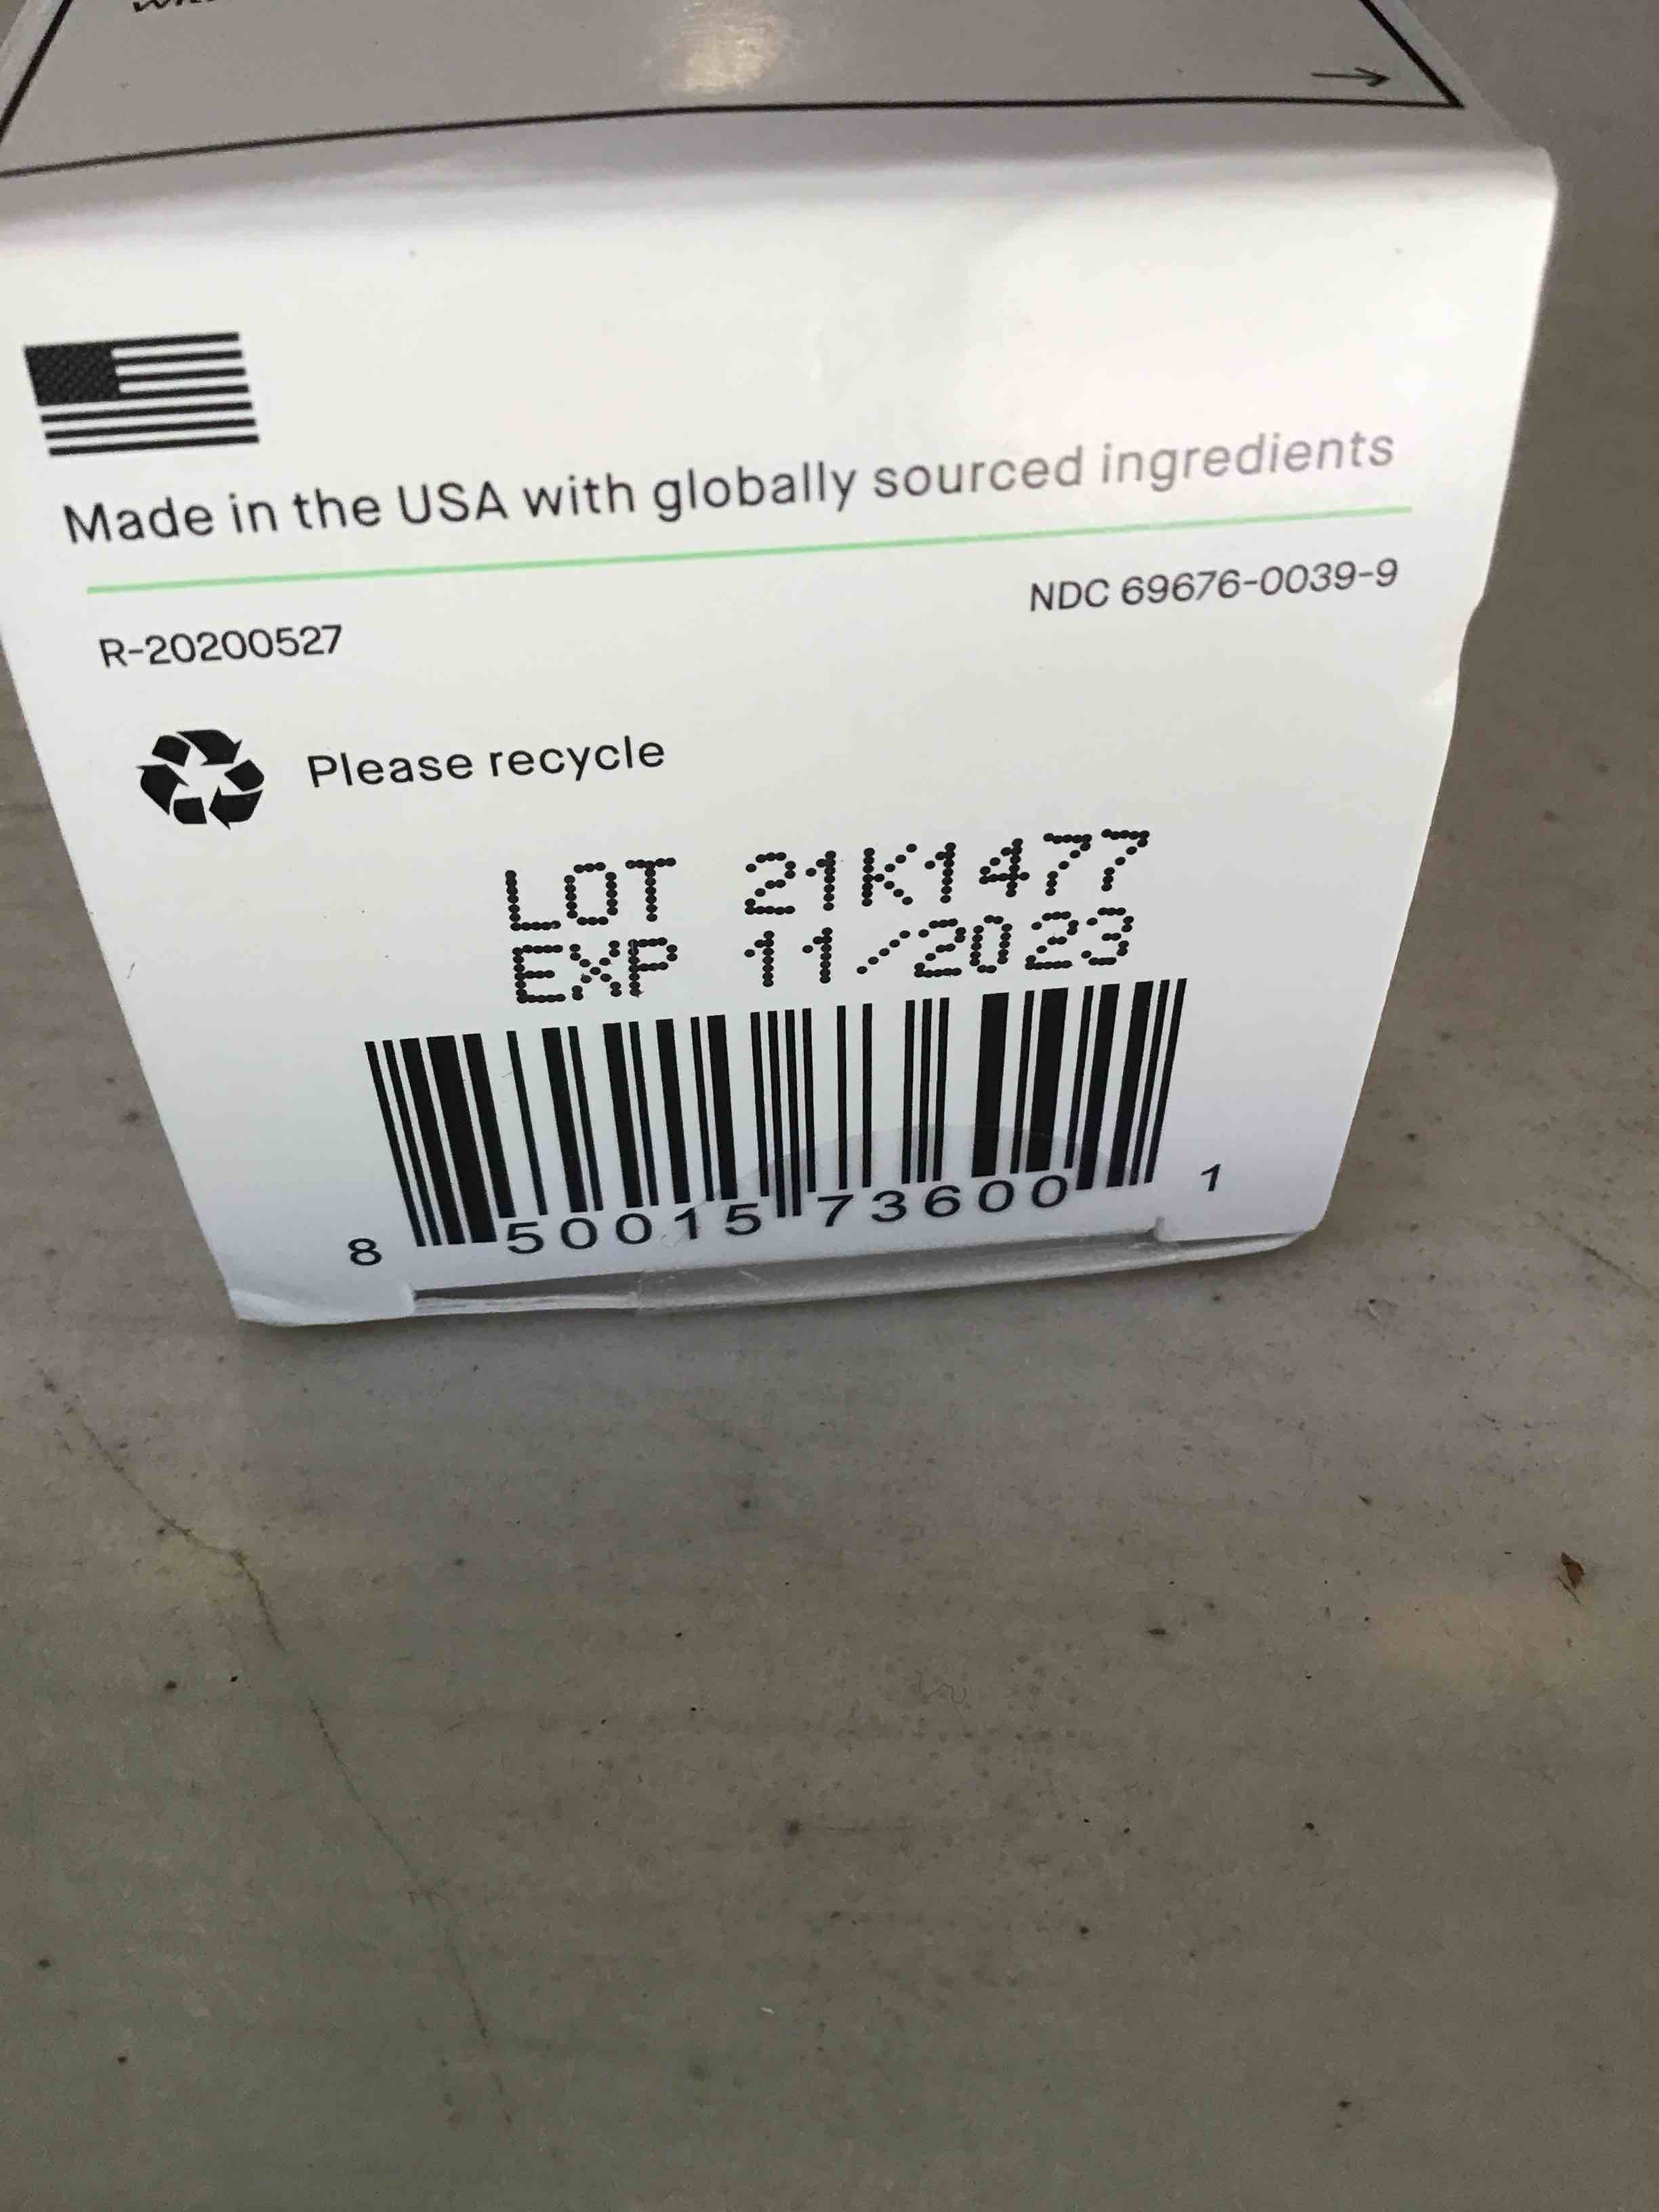 Made in the USA with globally sourced ingredients
NDC 69676-0039-9
R-20200527
Please recycle
LOT 21K1477
EXP 11/2023
8 50015 73600 1